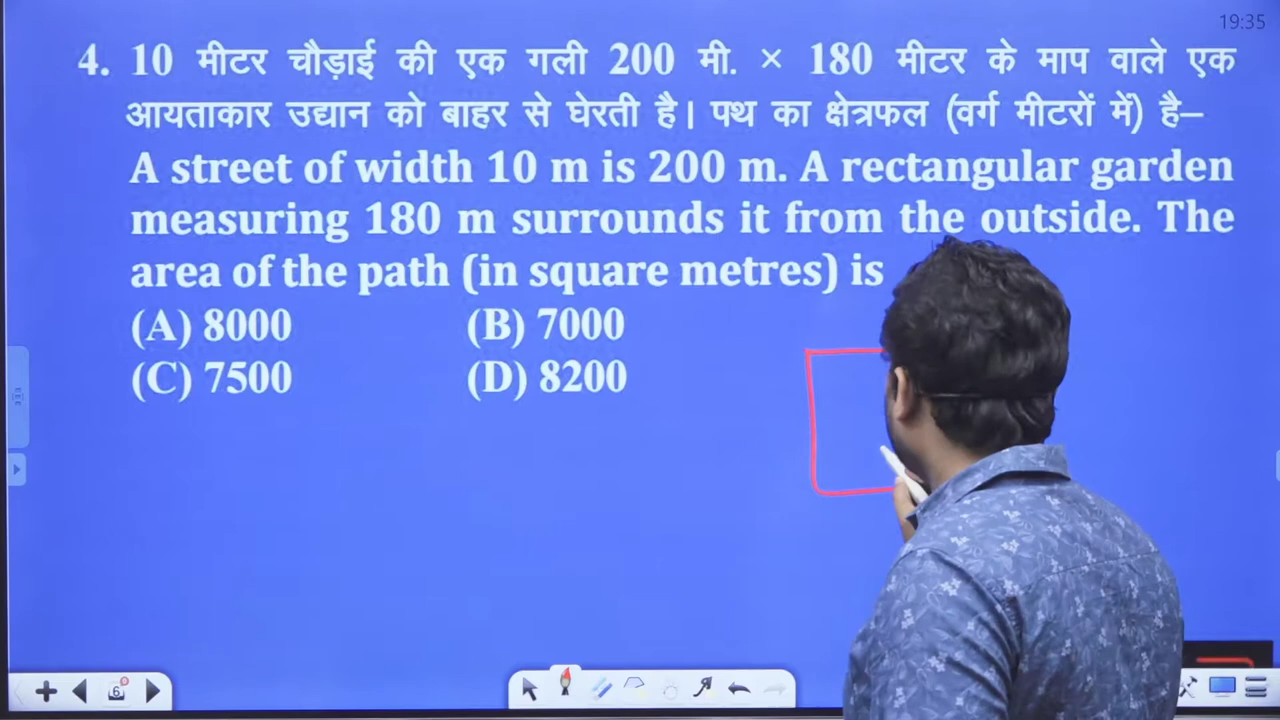 19:35
4. 10 मीटर चौड़ाई की एक गली 200 मी. × 180 मीटर के माप वाले एक
आयताकार उद्यान को बाहर से घेरती है। पथ का क्षेत्रफल (वर्ग मीटरों में) है–
A street of width 10 m is 200 m. A rectangular garden
measuring 180 m surrounds it from the outside. The
area of the path (in square metres) is
(A) 8000 (B) 7000
(C) 7500 (D) 8200
6